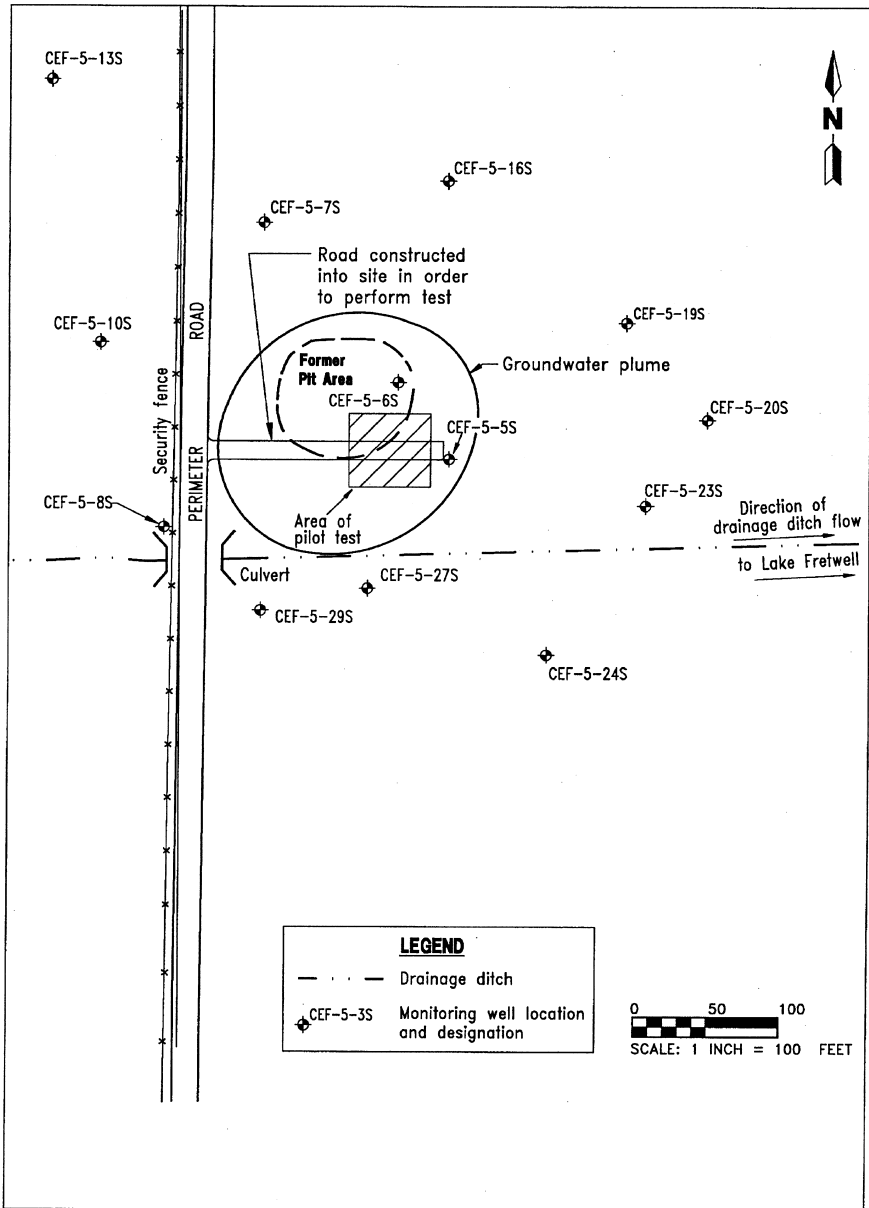 CEF-5-13S
N
CEF-5-16S
CEF-5-7S
Road constructed
into site in order
to perform test
CEF-5-10S
ROAD
CEF-5-19S
Former
Pit Area
Groundwater plume
CEF-5-6S
Security fence
CEF-5-20S
CEF-5-5S
PERIMETER
CEF-5-8S
CEF-5-23S
Area of
pilot test
Direction of
drainage ditch flow
to Lake Fretwell
Culvert
CEF-5-27S
CEF-5-29S
CEF-5-24S
LEGEND
Drainage ditch
CEF-5-3S
Monitoring well location
and designation
0 50 100
SCALE: 1 INCH = 100 FEET